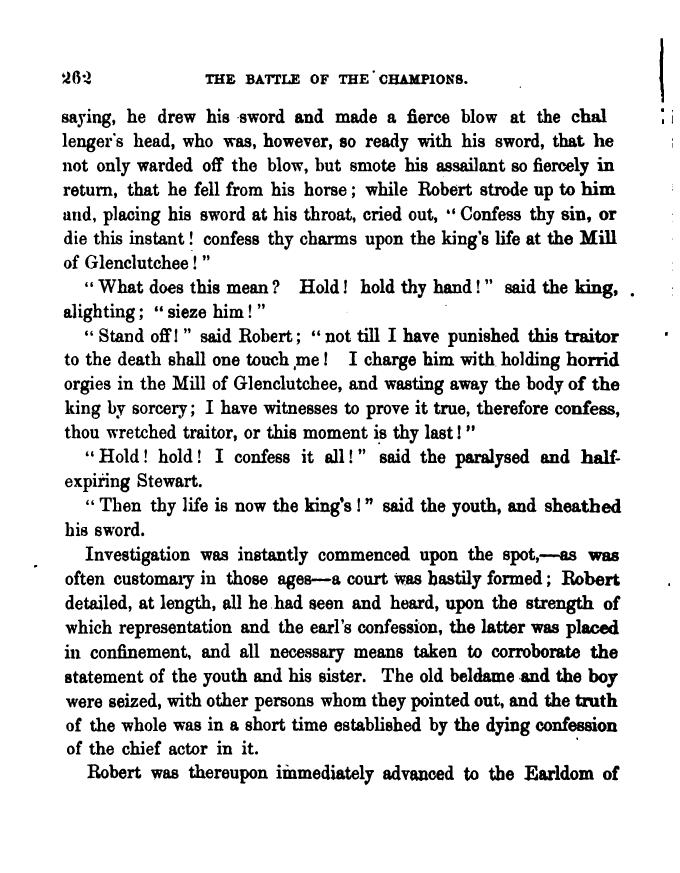 262 THE BATTLE OF THE CHAMPIONS.
saying, he drew his sword and made a fierce blow at the chal
lenger's head, who was, however, so ready with his sword, that he
not only warded off the blow, but smote his assailant so fiercely in
return, that he fell from his horse; while Robert strode up to him
and, placing his sword at his throat, cried out, “Confess thy sin, or
die this instant! confess thy charms upon the king's life at the Mill
of Glenclutchee!”
“What does this mean? Hold! hold thy hand!” said the king,
alighting; “sieze him!”
“Stand off!” said Robert; “not till I have punished this traitor
to the death shall one touch me! I charge him with holding horrid
orgies in the Mill of Glenclutchee, and wasting away the body of the
king by sorcery; I have witnesses to prove it true, therefore confess,
thou wretched traitor, or this moment is thy last!”
“Hold! hold! I confess it all!” said the paralysed and half-
expiring Stewart.
“Then thy life is now the king's!” said the youth, and sheathed
his sword.
Investigation was instantly commenced upon the spot,—as was
often customary in those ages—a court was hastily formed; Robert
detailed, at length, all he had seen and heard, upon the strength of
which representation and the earl's confession, the latter was placed
in confinement, and all necessary means taken to corroborate the
statement of the youth and his sister. The old beldame and the boy
were seized, with other persons whom they pointed out, and the truth
of the whole was in a short time established by the dying confession
of the chief actor in it.
Robert was thereupon immediately advanced to the Earldom of